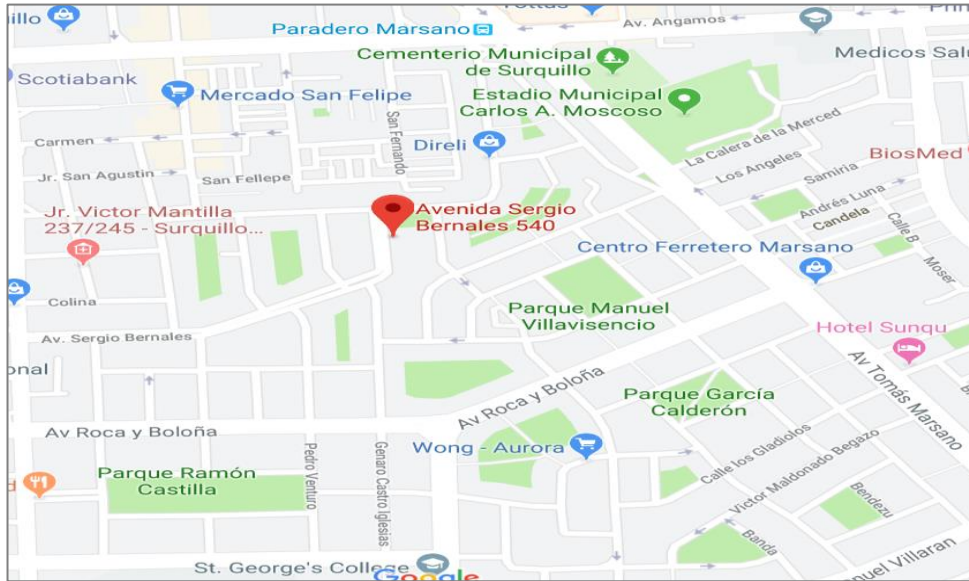 Tottus
Av. Angamos
Prin
illo
Paradero Marsano
Cementerio Municipal
de Surquillo
Medicos Salu
Scotiabank
Mercado San Felipe
Estadio Municipal
Carlos A. Moscoso
San Fernando
Carmen
Direli
La Calera de la Merced
Los Angeles
BiosMed
Samiria
Jr. San Agustin
San Fellepe
Andrés Luna
Candela
Calle B
Moser
Jr. Victor Mantilla
237/245 - Surquillo...
Avenida Sergio
Bernales 540
Centro Ferretero Marsano
Colina
Parque Manuel
Villavisencio
Av. Sergio Bernales
Hotel Sunqu
onal
Av Tomás Marsano
Parque García
Calderón
Av Roca y Boloña
Av Roca y Boloña
Wong - Aurora
Calle los Gladiolos
Pedro Venturo
Genaro Castro Iglesias
Victor Maldonado Begazo
Parque Ramón
Castilla
Bendezu
Banda
nuel Villaran
St. George's College
Google